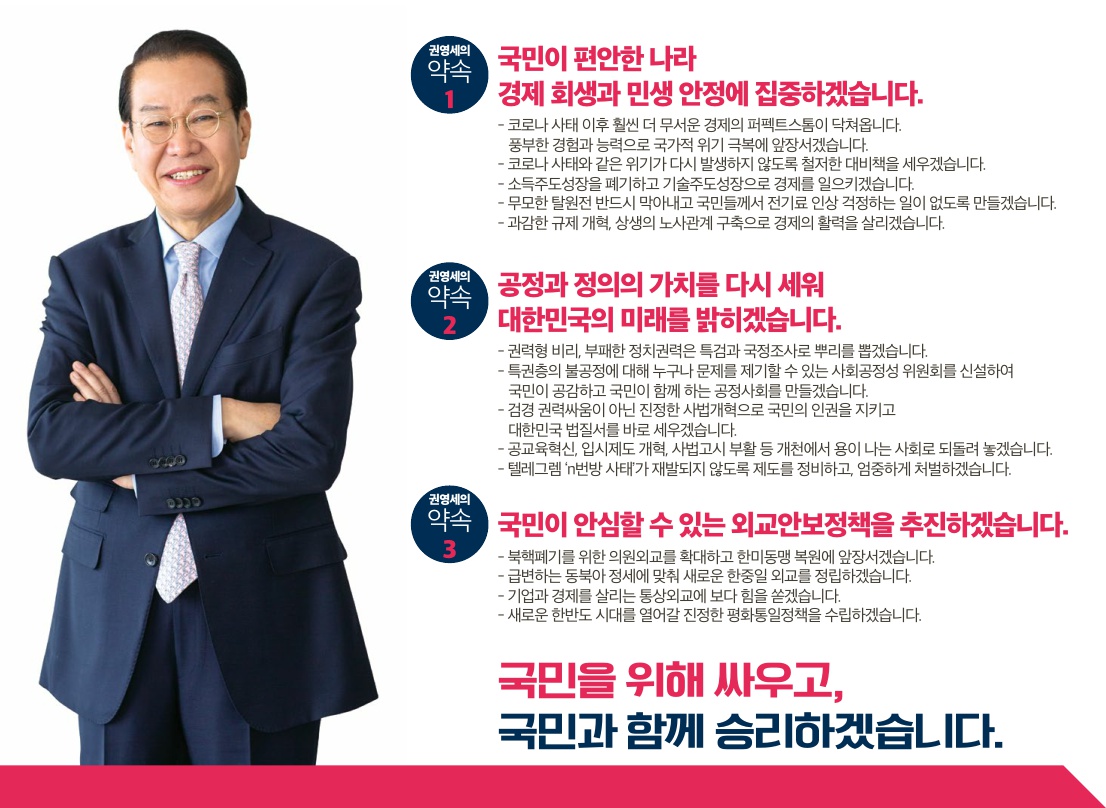 권영세의
약속
1
국민이 편안한 나라
경제 회생과 민생 안정에 집중하겠습니다.
- 코로나 사태 이후 훨씬 더 무서운 경제의 퍼펙트스톰이 닥쳐옵니다.
풍부한 경험과 능력으로 국가적 위기 극복에 앞장서겠습니다.
- 코로나 사태와 같은 위기가 다시 발생하지 않도록 철저한 대비책을 세우겠습니다.
- 소득주도성장을 폐기하고 기술주도성장으로 경제를 일으키겠습니다.
- 무모한 탈원전 반드시 막아내고 국민들께서 전기료 인상 걱정하는 일이 없도록 만들겠습니다.
- 과감한 규제 개혁, 상생의 노사관계 구축으로 경제의 활력을 살리겠습니다.
권영세의
약속
2
공정과 정의의 가치를 다시 세워
대한민국의 미래를 밝히겠습니다.
- 권력형 비리, 부패한 정치권력은 특검과 국정조사로 뿌리를 뽑겠습니다.
- 특권층의 불공정에 대해 누구나 문제를 제기할 수 있는 사회공정성 위원회를 신설하여
국민이 공감하고 국민이 함께 하는 공정사회를 만들겠습니다.
- 검경 권력싸움이 아닌 진정한 사법개혁으로 국민의 인권을 지키고
대한민국 법질서를 바로 세우겠습니다.
- 공교육혁신, 입시제도 개혁, 사법고시 부활 등 개천에서 용이 나는 사회로 되돌려 놓겠습니다.
- 텔레그램 'n번방 사태'가 재발되지 않도록 제도를 정비하고, 엄중하게 처벌하겠습니다.
권영세의
약속
3
국민이 안심할 수 있는 외교안보정책을 추진하겠습니다.
- 북핵폐기를 위한 의원외교를 확대하고 한미동맹 복원에 앞장서겠습니다.
- 급변하는 동북아 정세에 맞춰 새로운 한중일 외교를 정립하겠습니다.
- 기업과 경제를 살리는 통상외교에 보다 힘을 쏟겠습니다.
- 새로운 한반도 시대를 열어갈 진정한 평화통일정책을 수립하겠습니다.
국민을 위해 싸우고,
국민과 함께 승리하겠습니다.